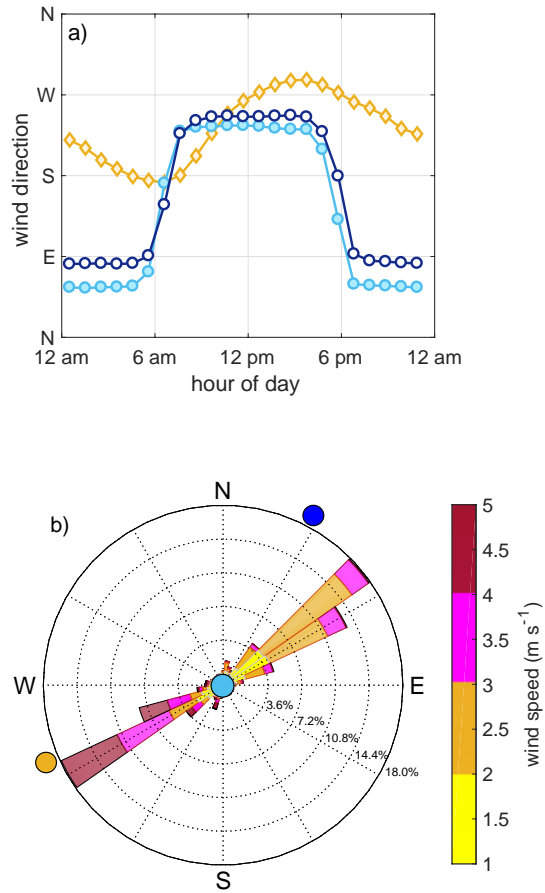 a)
N
W
S
E
N
wind direction
12 am
6 am
12 pm
6 pm
12 am
hour of day
b)
N
W
E
S
3.6%
7.2%
10.8%
14.4%
18.0%
5
4.5
4
3.5
3
2.5
2
1.5
1
wind speed (m s⁻¹)